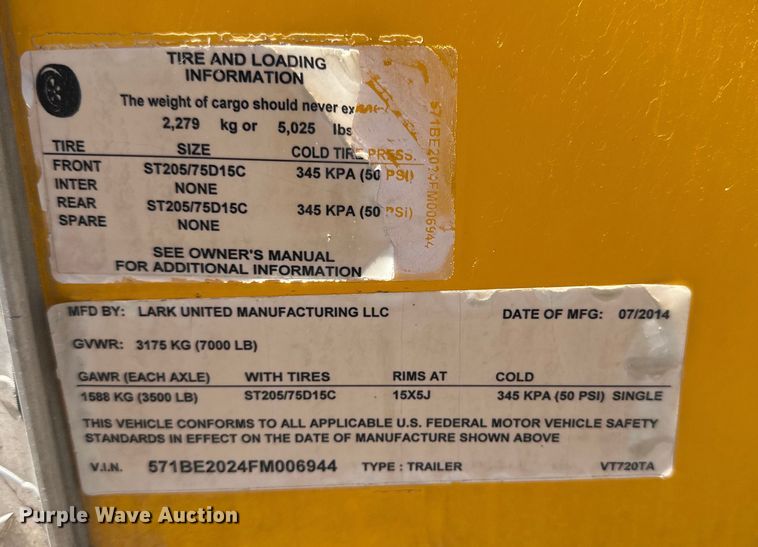 TIRE AND LOADING
INFORMATION
The weight of cargo should never
2,279 kg or 5,025 lbs
TIRE SIZE COLD TIRE PRESS.
FRONT ST205/75D15C 345 KPA (50 PSI)
INTER NONE
REAR ST205/75D15C 345 KPA (50 PSI)
SPARE NONE
SEE OWNER'S MANUAL
FOR ADDITIONAL INFORMATION
571BE2024FM006944
MFD BY: LARK UNITED MANUFACTURING LLC DATE OF MFG: 07/2014
GVWR: 3175 KG (7000 LB)
GAWR (EACH AXLE) WITH TIRES RIMS AT COLD
1588 KG (3500 LB) ST205/75D15C 15X5J 345 KPA (50 PSI) SINGLE
THIS VEHICLE CONFORMS TO ALL APPLICABLE U.S. FEDERAL MOTOR VEHICLE SAFETY
STANDARDS IN EFFECT ON THE DATE OF MANUFACTURE SHOWN ABOVE
V.I.N. 571BE2024FM006944 TYPE : TRAILER VT720TA
Purple Wave Auction